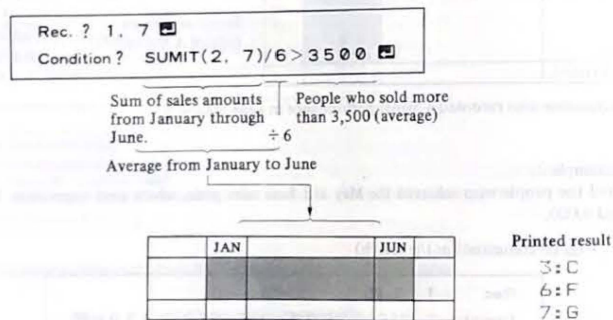 Rec. ? 1, 7 ↵
Condition ? SUMIT(2, 7)/6>3500 ↵
Sum of sales amounts from January through June.
÷ 6
People who sold more than 3,500 (average)
Average from January to June
JAN JUN
Printed result
3:C
6:F
7:G